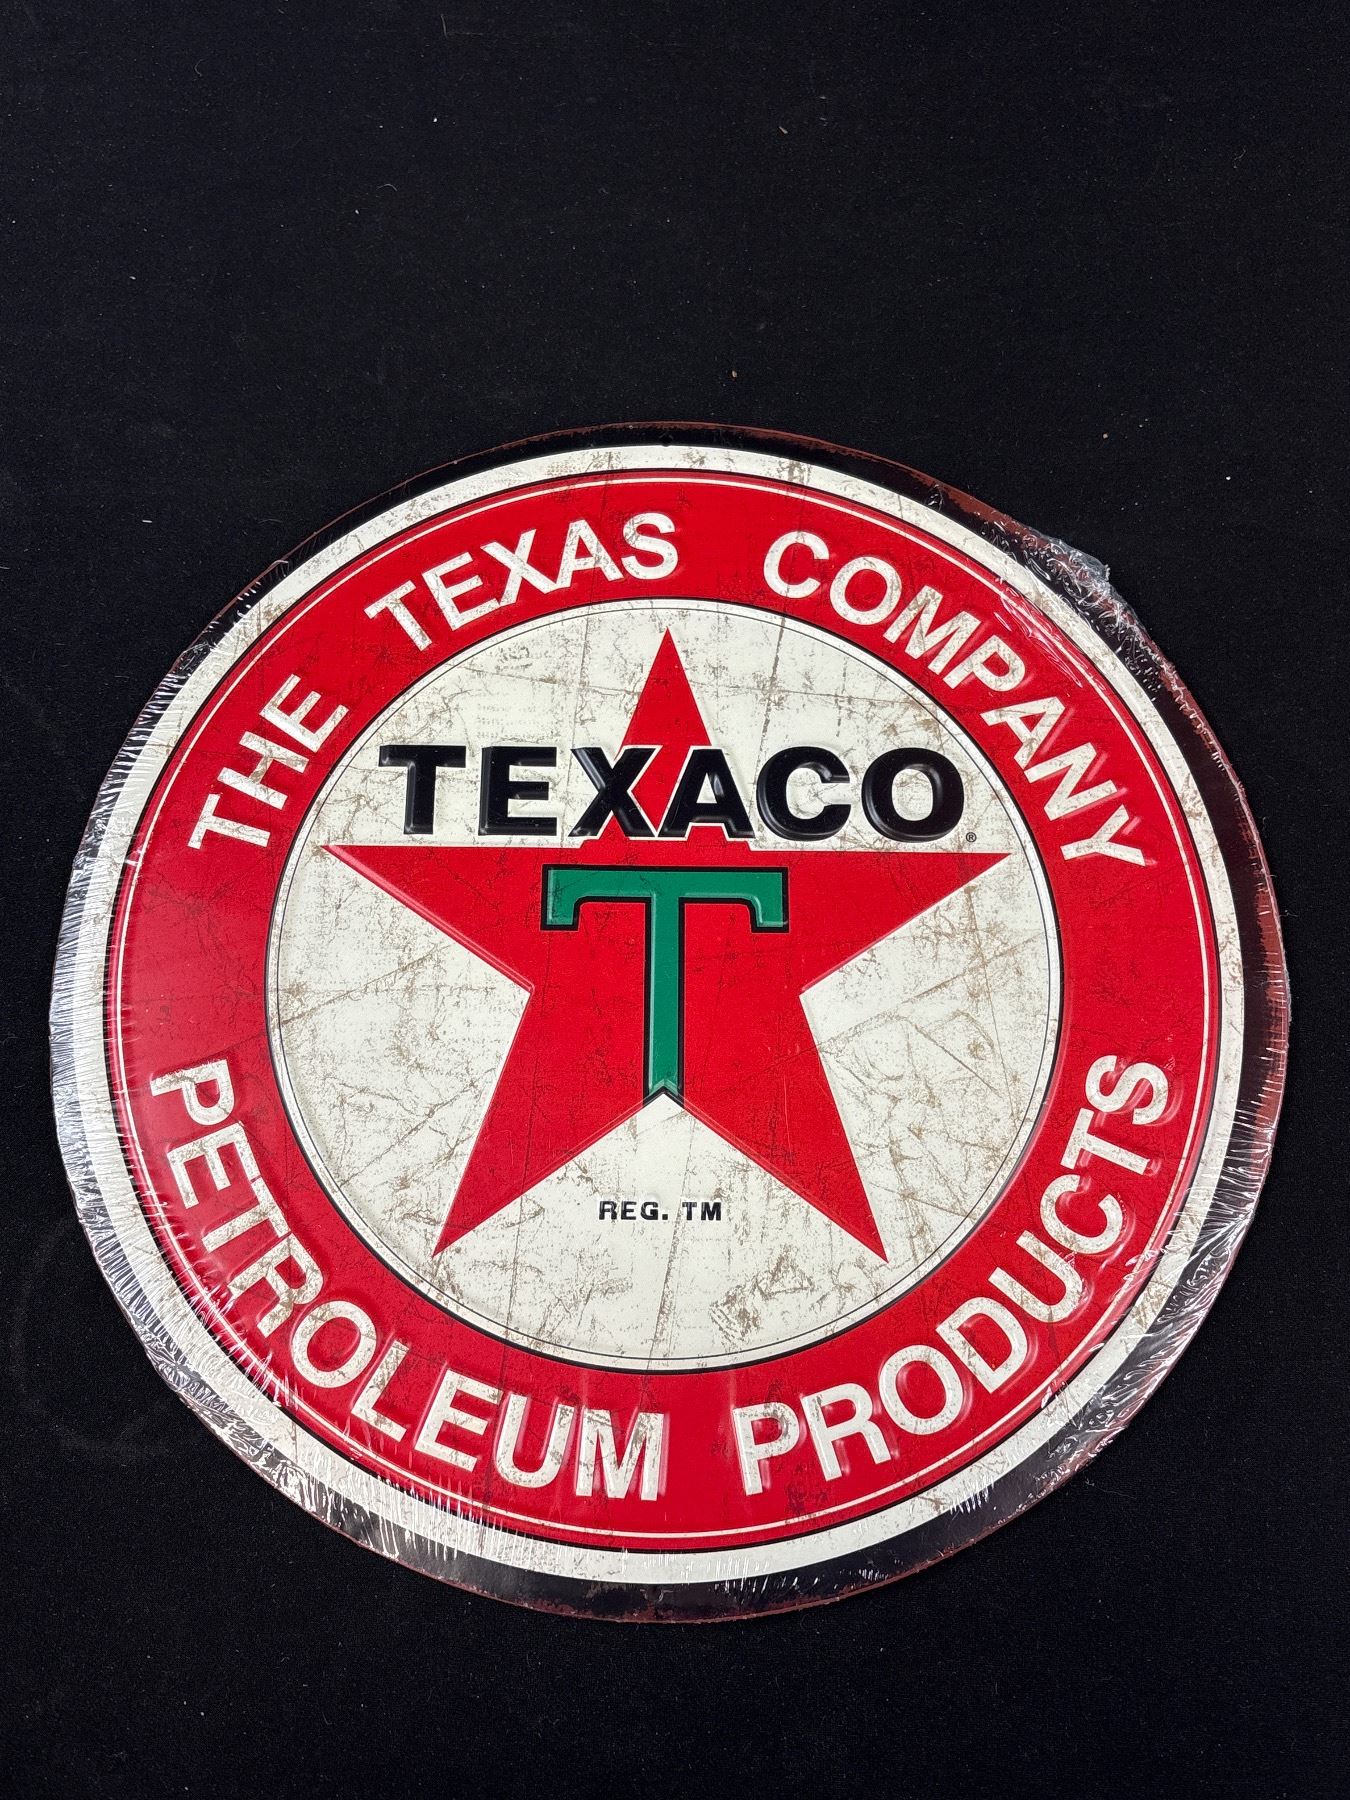 THE TEXAS COMPANY
TEXACO®
T
REG. TM
PETROLEUM PRODUCTS